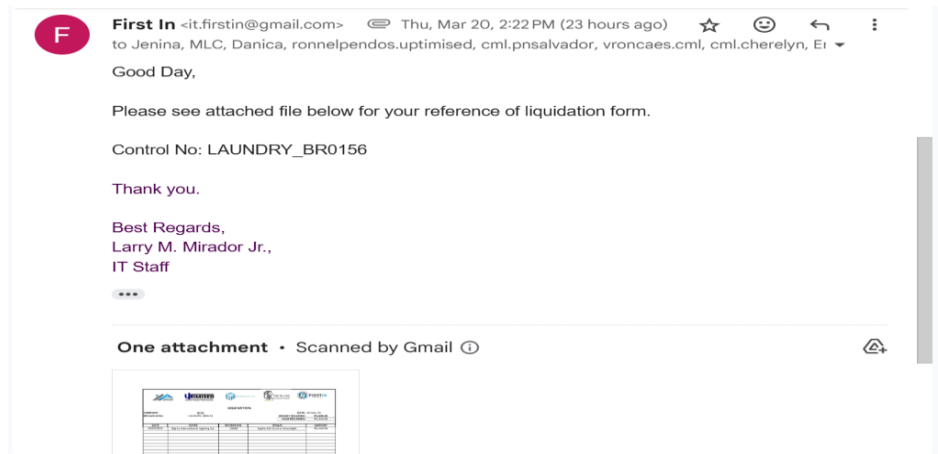 F
First In <it.firstin@gmail.com> Thu, Mar 20, 2:22 PM (23 hours ago)
to Jenina, MLC, Danica, ronnelpendos.uptimised, cml.pnsalvador, vroncaes.cml, cml.cherelyn, Er
Good Day,
Please see attached file below for your reference of liquidation form.
Control No: LAUNDRY_BR0156
Thank you.
Best Regards,
Larry M. Mirador Jr.,
IT Staff
One attachment • Scanned by Gmail
LIQUIDATION